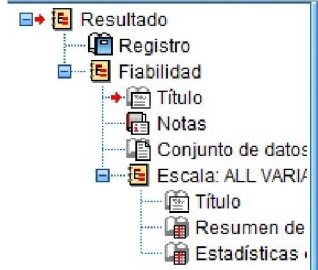 Resultado
Registro
Fiabilidad
Título
Notas
Conjunto de datos
Escala: ALL VARIA
Título
Resumen de
Estadísticas